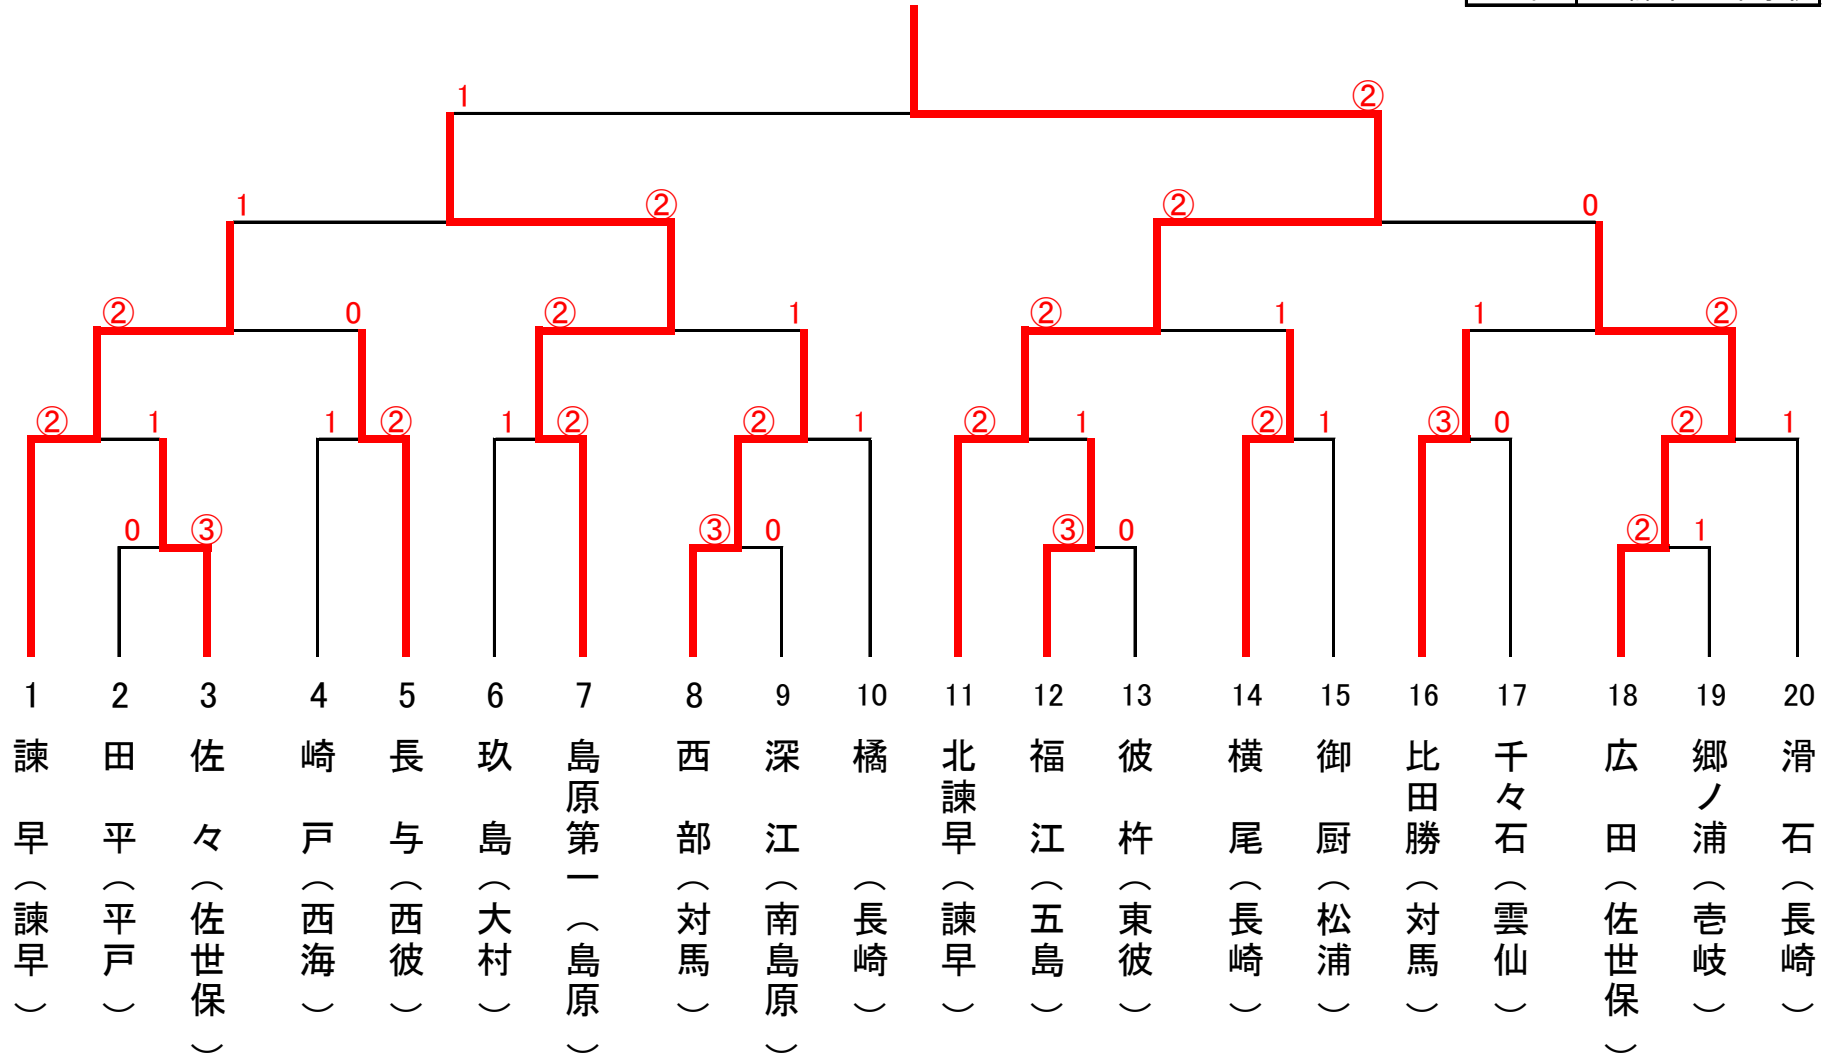 1 ②
1 ② ② 0
② 0 ② 1 ② 1 1 ②
② 1 1 ② 1 ② ② 1 ② 1 ② 1 ③ 0 ② 1
0 ③ ③ 0 ③ 0 ② 1
1 2 3 4 5 6 7 8 9 10 11 12 13 14 15 16 17 18 19 20
諫早(諫早)
田平(平戸)
佐々(佐世保)
崎戸(西海)
長与(西彼)
玖島(大村)
島原第一(島原)
西部(対馬)
深江(南島原)
橘(長崎)
北諫早(諫早)
福江(五島)
彼杵(東彼)
横尾(長崎)
御厨(松浦)
比田勝(対馬)
千々石(雲仙)
広田(佐世保)
郷ノ浦(壱岐)
滑石(長崎)